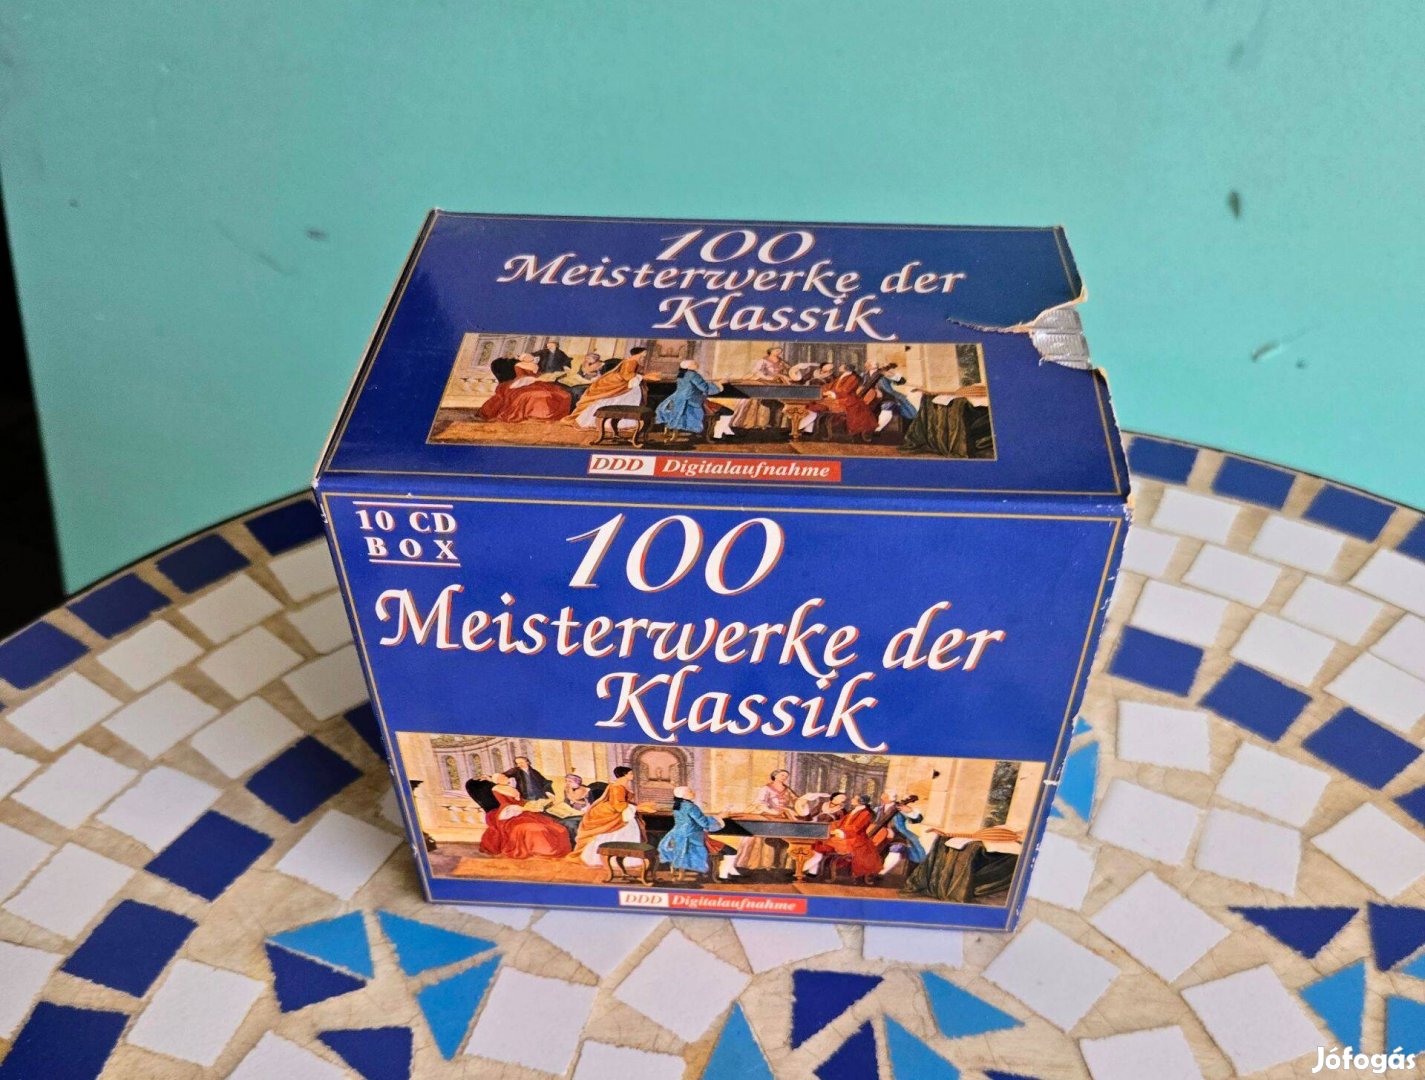 100
Meisterwerke der
Klassik
DDD Digitalaufnahme
10 CD
BOX
100
Meisterwerke der
Klassik
DDD Digitalaufnahme
Jófogás